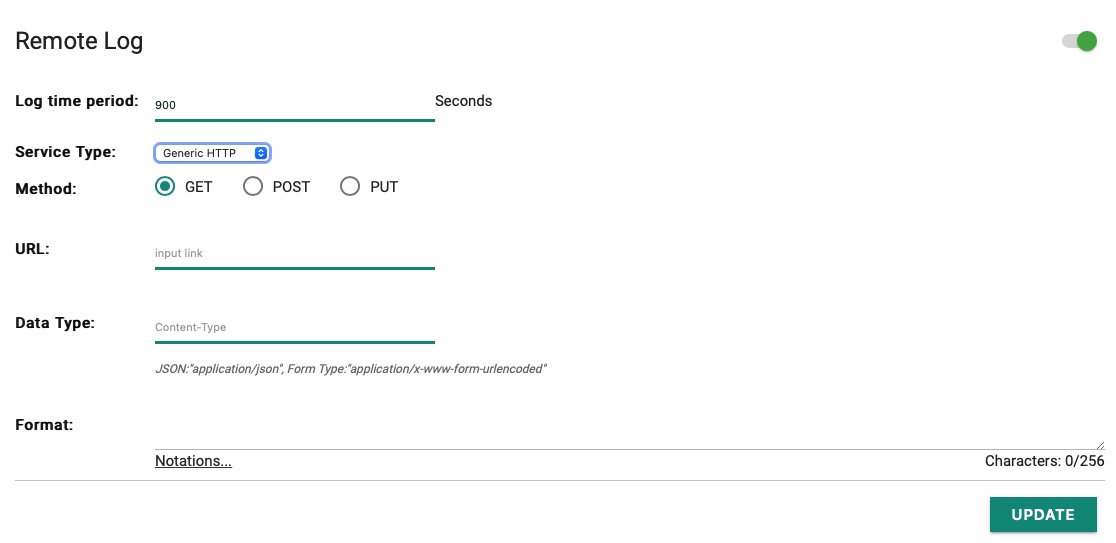 Remote Log
Log time period: 900 Seconds
Service Type: Generic HTTP
Method: GET POST PUT
URL: input link
Data Type: Content-Type
JSON:"application/json", Form Type:"application/x-www-form-urlencoded"
Format:
Notations... Characters: 0/256
UPDATE